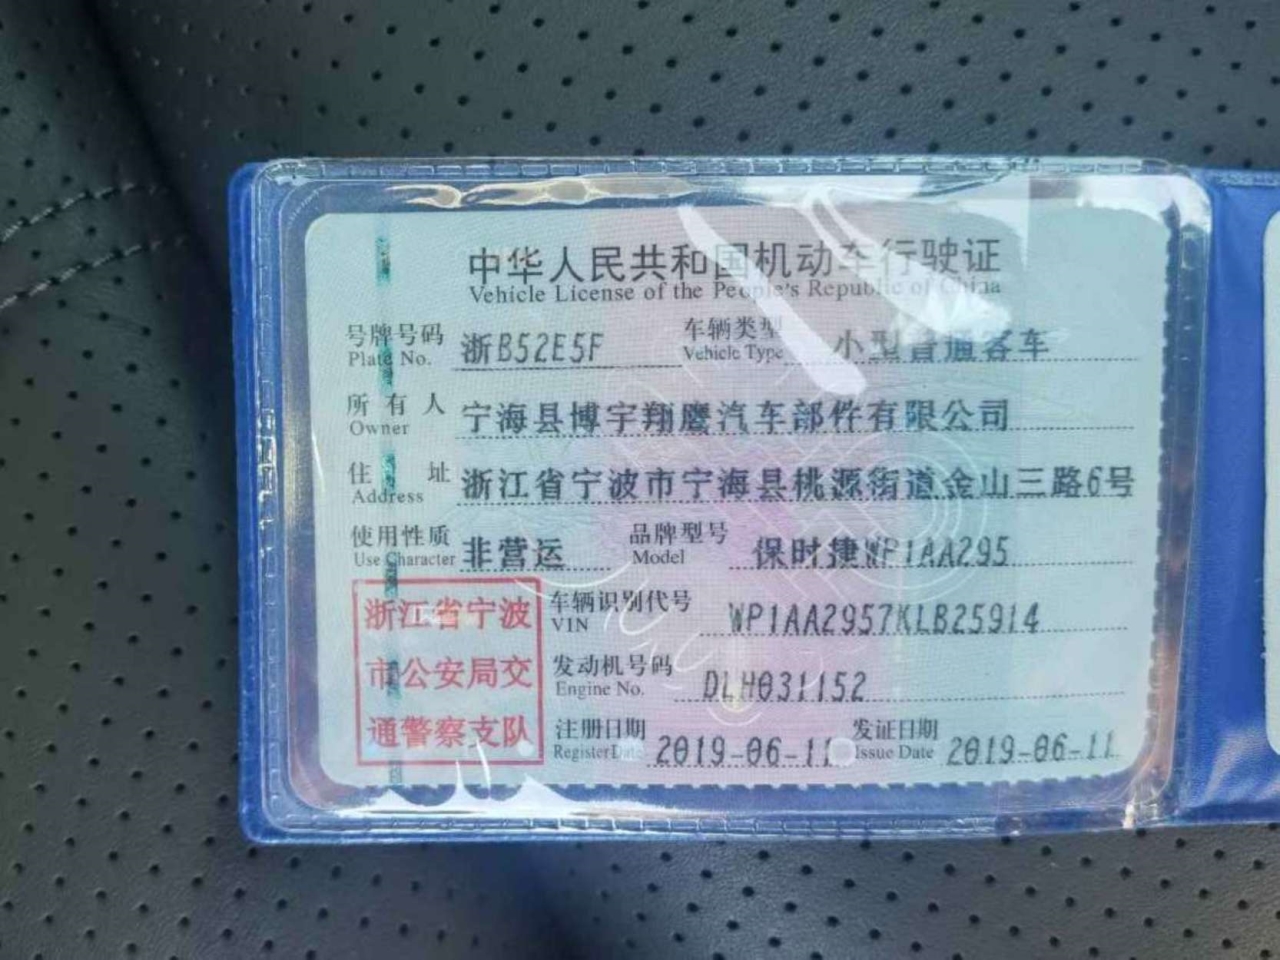 中华人民共和国机动车行驶证
Vehicle License of the People's Republic of China
号牌号码 浙B52E5F 车辆类型 小型普通客车
Plate No. Vehicle Type
所有人 宁海县博宇翔鹰汽车部件有限公司
Owner
住址 浙江省宁波市宁海县桃源街道金山三路6号
Address
使用性质 非营运 品牌型号 保时捷WP1AA295
Use Character Model
车辆识别代号 WP1AA2957KLB25914
VIN
发动机号码 DLH031152
Engine No.
注册日期 2019-06-11 发证日期 2019-06-11
Register Date Issue Date
浙江省宁波
市公安局交
通警察支队